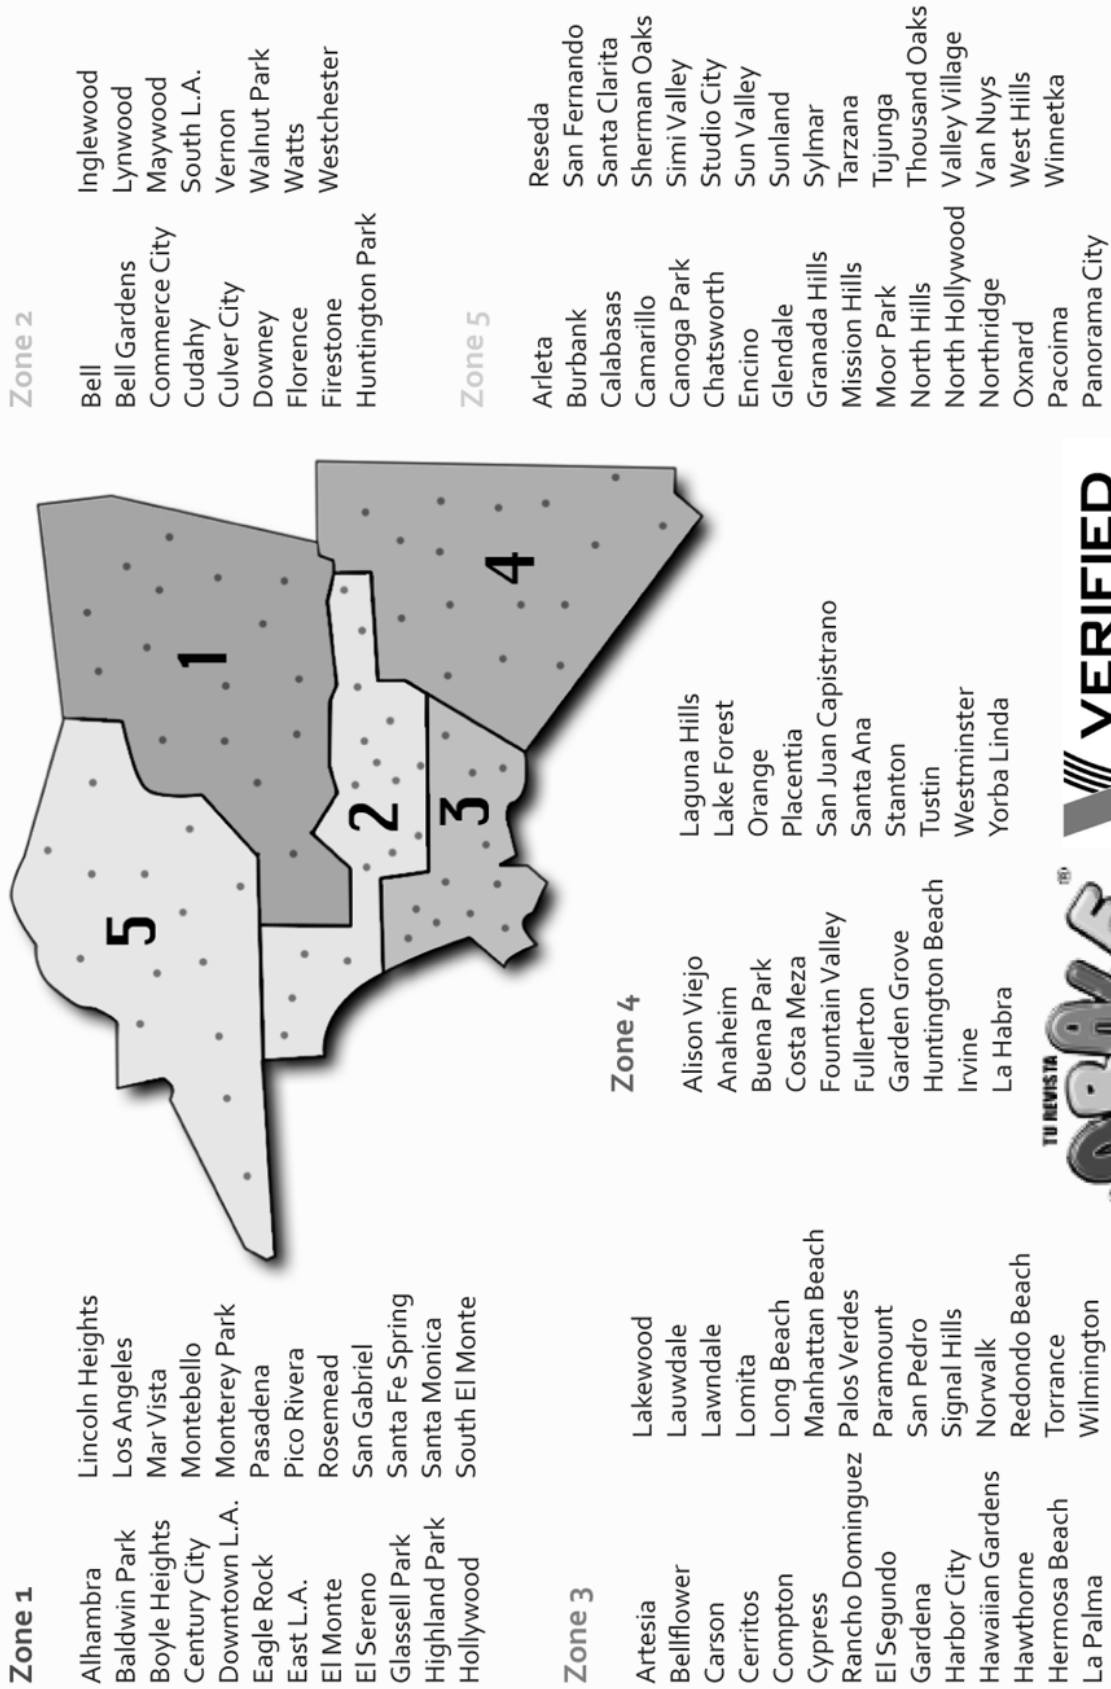 Zone 1
Alhambra
Baldwin Park
Boyle Heights
Century City
Downtown L.A.
Eagle Rock
East L.A.
El Monte
El Sereno
Glassell Park
Highland Park
Hollywood
Lincoln Heights
Los Angeles
Mar Vista
Montebello
Monterey Park
Pasadena
Pico Rivera
Rosemead
San Gabriel
Santa Fe Spring
Santa Monica
South El Monte
5
1
2
3
4
Zone 2
Bell
Bell Gardens
Commerce City
Cudahy
Culver City
Downey
Florence
Firestone
Huntington Park
Inglewood
Lynwood
Maywood
South L.A.
Vernon
Walnut Park
Watts
Westchester
Zone 3
Artesia
Bellflower
Carson
Cerritos
Compton
Cypress
Rancho Dominguez
El Segundo
Gardena
Harbor City
Hawaiian Gardens
Hawthorne
Hermosa Beach
La Palma
Lakewood
Lauwdale
Lawndale
Lomita
Long Beach
Manhattan Beach
Palos Verdes
Paramount
San Pedro
Signal Hills
Norwalk
Redondo Beach
Torrance
Wilmington
Zone 4
Alison Viejo
Anaheim
Buena Park
Costa Meza
Fountain Valley
Fullerton
Garden Grove
Huntington Beach
Irvine
La Habra
Laguna Hills
Lake Forest
Orange
Placentia
San Juan Capistrano
Santa Ana
Stanton
Tustin
Westminster
Yorba Linda
Zone 5
Arleta
Burbank
Calabasas
Camarillo
Canoga Park
Chatsworth
Encino
Glendale
Granada Hills
Mission Hills
Moor Park
North Hills
North Hollywood
Northridge
Oxnard
Pacoima
Panorama City
Reseda
San Fernando
Santa Clarita
Sherman Oaks
Simi Valley
Studio City
Sun Valley
Sunland
Sylmar
Tarzana
Tujunga
Thousand Oaks
Valley Village
Van Nuys
West Hills
Winnetka
TU REVISTA
®
VERIFIED